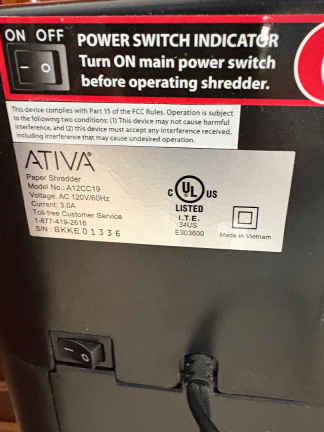 ON OFF
POWER SWITCH INDICATOR
Turn ON main power switch
before operating shredder.
This device complies with Part 15 of the FCC Rules. Operation is subject
to the following two conditions: (1) This device may not cause harmful
interference, and (2) this device must accept any interference received,
including interference that may cause undesired operation.
ATIVA®
Paper Shredder
Model No.: A12CC19
Voltage: AC 120V/60Hz
Current: 3.0A
Toll-free Customer Service
1-877-419-2616
S/N: BKKE01336
C UL US
LISTED
I.T.E.
34US
E303600
Made in Vietnam